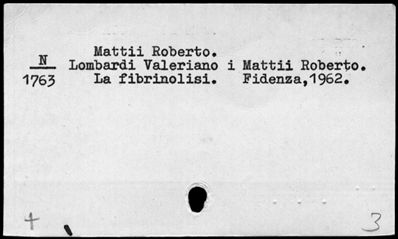 Mattii Roberto.
N Lombardi Valeriano i Mattii Roberto.
1763 La fibrinolisi. Fidenza,1962.
+ 3